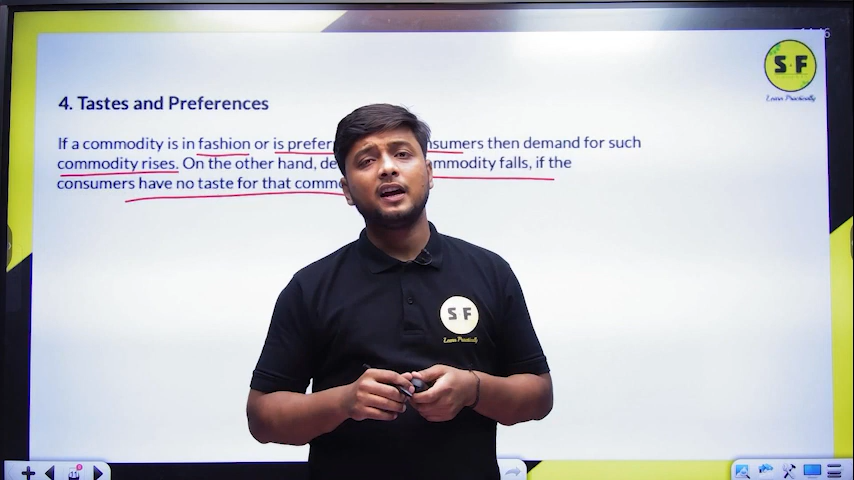 S F
Learn Practically
4. Tastes and Preferences
If a commodity is in fashion or is prefer nsumers then demand for such
commodity rises. On the other hand, de mmodity falls, if the
consumers have no taste for that comm
S F
Learn Practically